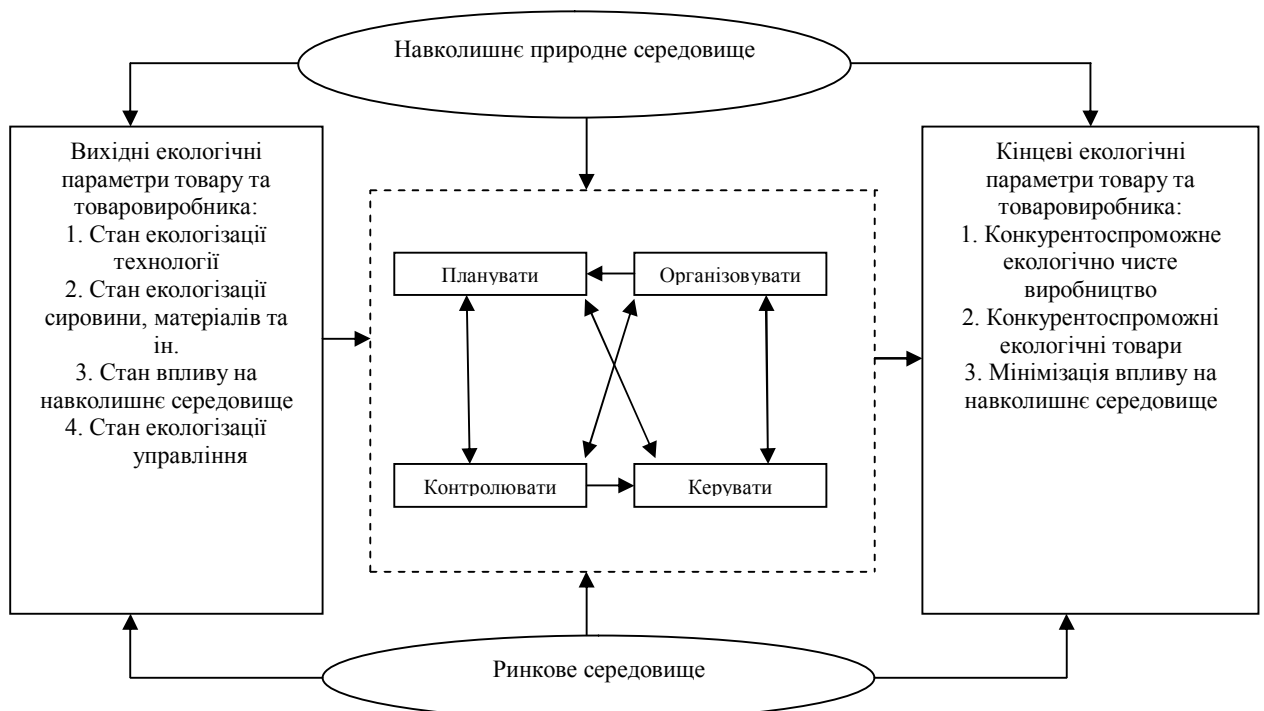 Навколишнє природне середовище
Вихідні екологічні
параметри товару та
товаровиробника:
1. Стан екологізації
технології
2. Стан екологізації
сировини, матеріалів та
ін.
3. Стан впливу на
навколишнє середовище
4. Стан екологізації
управління
Планувати
Організовувати
Контролювати
Керувати
Кінцеві екологічні
параметри товару та
товаровиробника:
1. Конкурентоспроможне
екологічно чисте
виробництво
2. Конкурентоспроможні
екологічні товари
3. Мінімізація впливу на
навколишнє середовище
Ринкове середовище